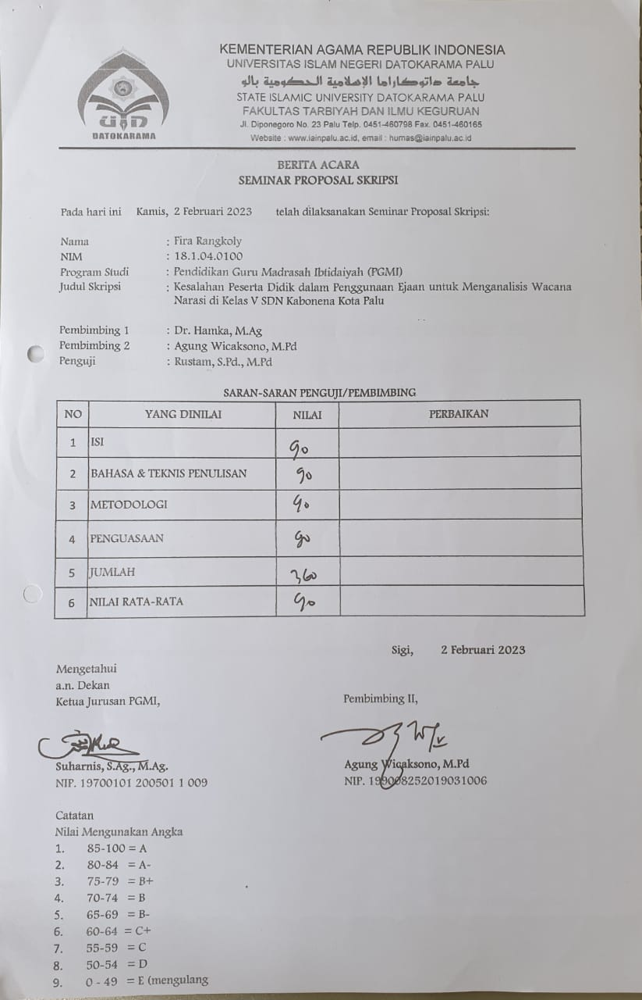 KEMENTERIAN AGAMA REPUBLIK INDONESIA
UNIVERSITAS ISLAM NEGERI DATOKARAMA PALU
جامعة داتوكاراما الإسلامية الحكومية بالو
STATE ISLAMIC UNIVERSITY DATOKARAMA PALU
FAKULTAS TARBIYAH DAN ILMU KEGURUAN
Jl. Diponegoro No. 23 Palu Telp. 0451-460798 Fax. 0451-460165
Website : www.iainpalu.ac.id, email : humas@iainpalu.ac.id
UIN
DATOKARAMA
BERITA ACARA
SEMINAR PROPOSAL SKRIPSI
Pada hari ini Kamis, 2 Februari 2023 telah dilaksanakan Seminar Proposal Skripsi:
Nama : Fira Rangkoly
NIM : 18.1.04.0100
Program Studi : Pendidikan Guru Madrasah Ibtidaiyah (PGMI)
Judul Skripsi : Kesalahan Peserta Didik dalam Penggunaan Ejaan untuk Menganalisis Wacana
Narasi di Kelas V SDN Kabonena Kota Palu
Pembimbing 1 : Dr. Hamka, M.Ag
Pembimbing 2 : Agung Wicaksono, M.Pd
Penguji : Rustam, S.Pd., M.Pd
SARAN-SARAN PENGUJI/PEMBIMBING
NO YANG DINILAI NILAI PERBAIKAN
1 ISI 90
2 BAHASA & TEKNIS PENULISAN 90
3 METODOLOGI 90
4 PENGUASAAN 90
5 JUMLAH 360
6 NILAI RATA-RATA 90
Sigi, 2 Februari 2023
Mengetahui
a.n. Dekan
Ketua Jurusan PGMI, Pembimbing II,
Suharnis, S.Ag., M.Ag. Agung Wicaksono, M.Pd
NIP. 19700101 200501 1 009 NIP. 199008252019031006
Catatan
Nilai Mengunakan Angka
1. 85-100 = A
2. 80-84 = A-
3. 75-79 = B+
4. 70-74 = B
5. 65-69 = B-
6. 60-64 = C+
7. 55-59 = C
8. 50-54 = D
9. 0 - 49 = E (mengulang